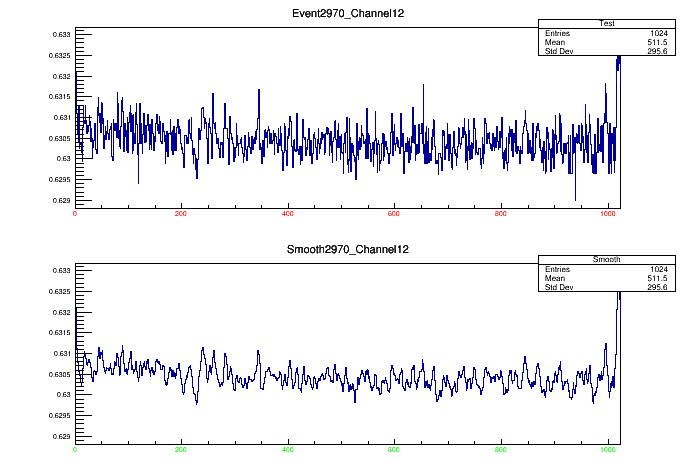 Event2970_Channel12
Test
Entries 1024
Mean 511.5
Std Dev 295.6
0.633
0.6325
0.632
0.6315
0.631
0.6305
0.63
0.6295
0.629
0 200 400 600 800 1000
Smooth2970_Channel12
Smooth
Entries 1024
Mean 511.5
Std Dev 295.6
0.633
0.6325
0.632
0.6315
0.631
0.6305
0.63
0.6295
0.629
0 200 400 600 800 1000